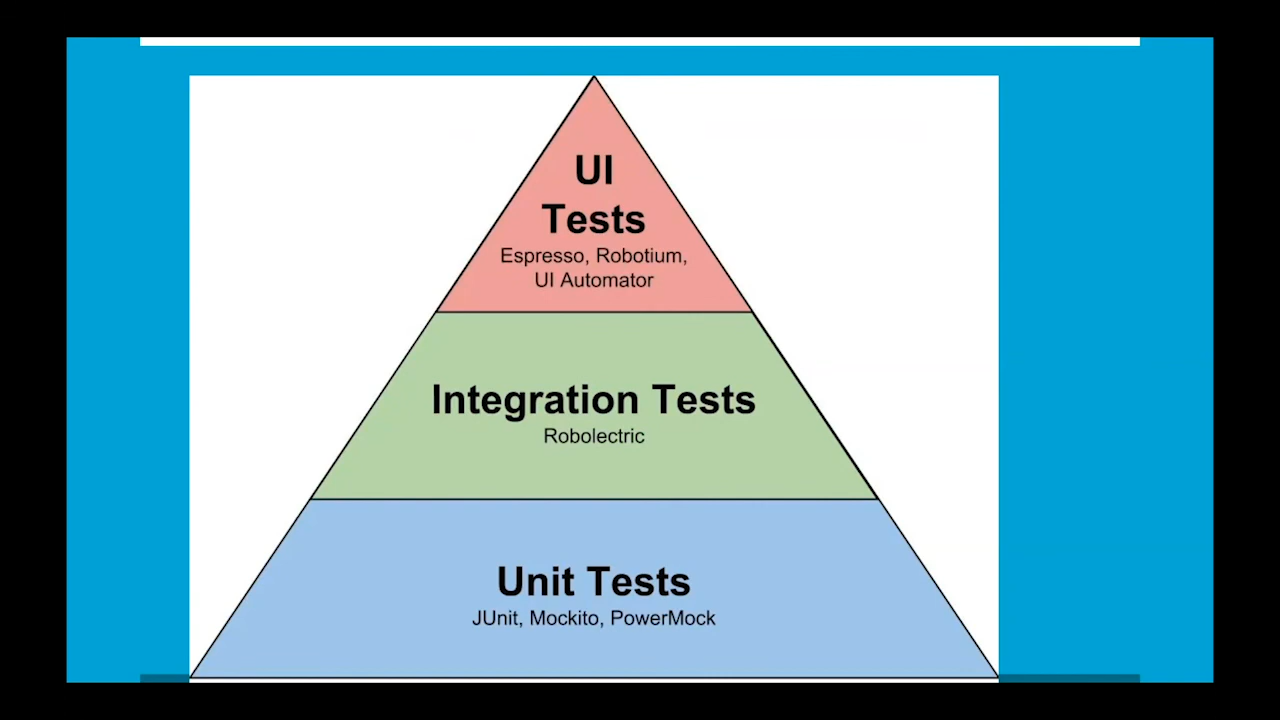 UI
Tests
Espresso, Robotium,
UI Automator
Integration Tests
Robolectric
Unit Tests
JUnit, Mockito, PowerMock